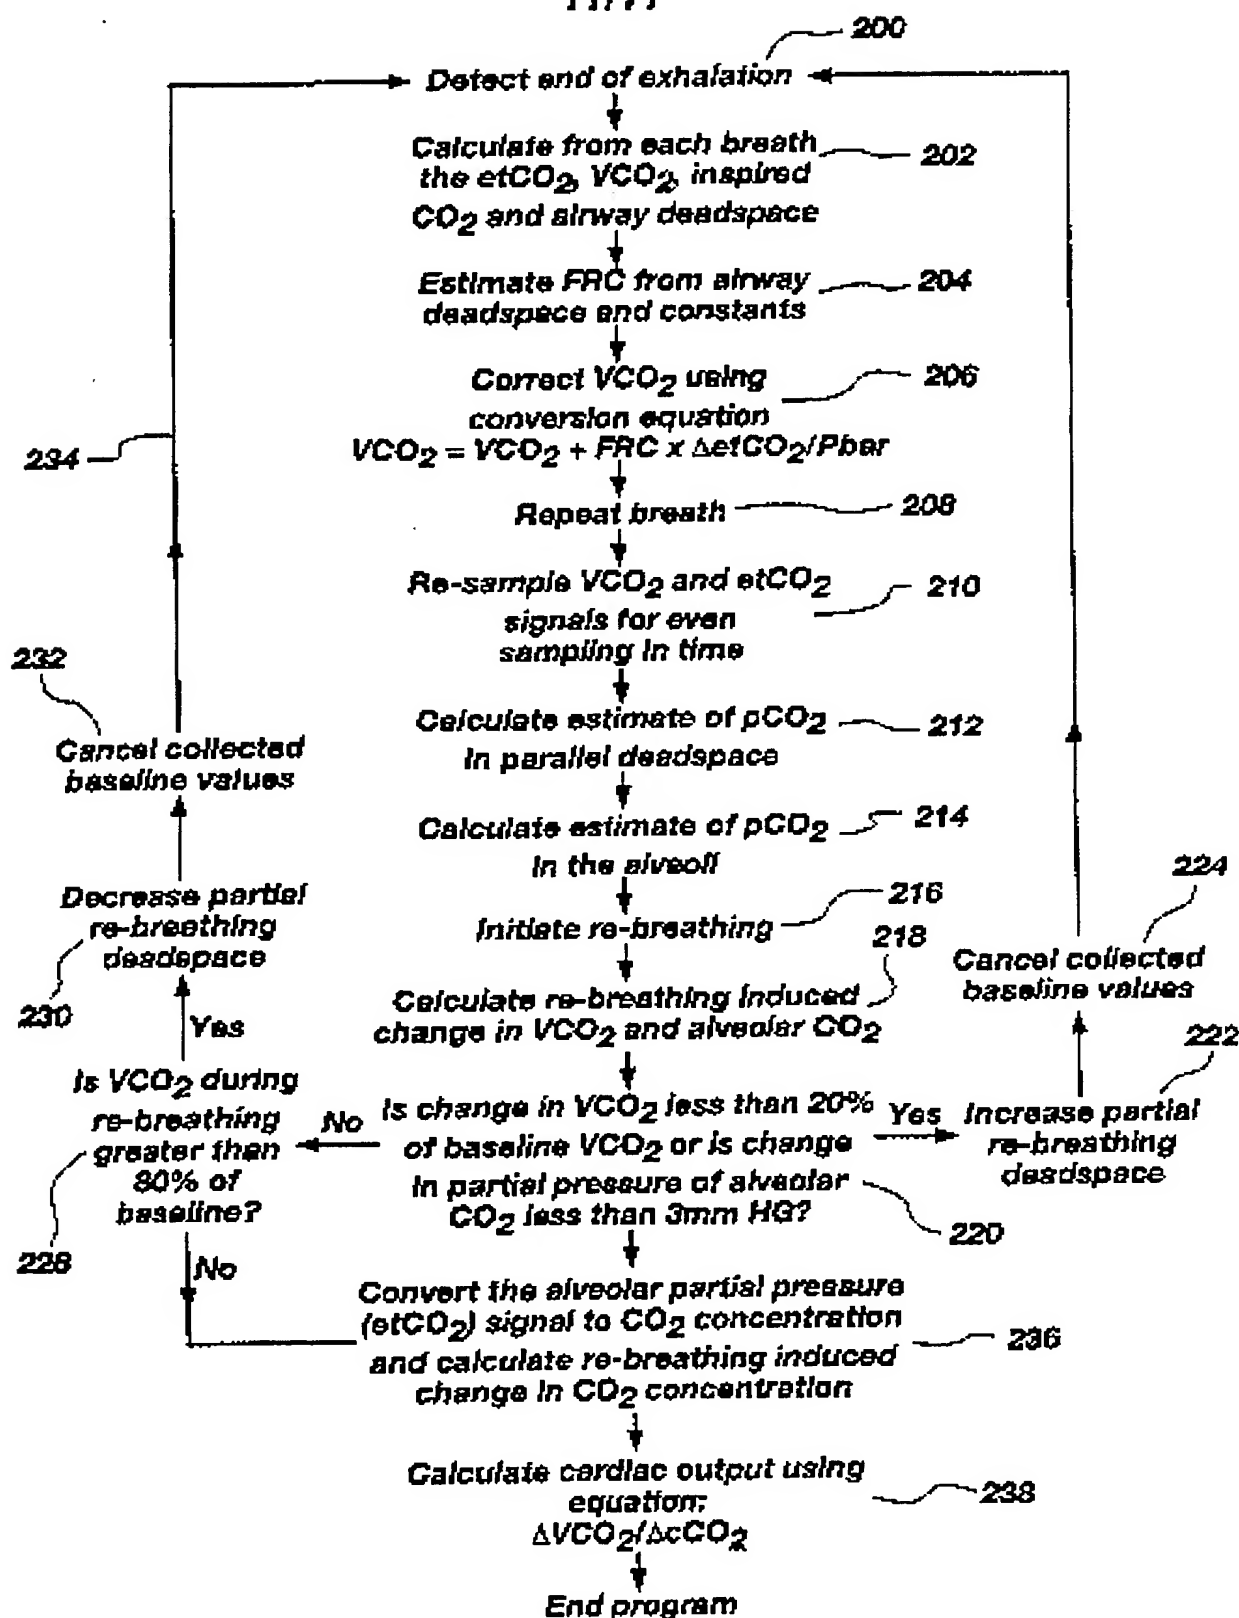 200
Detect end of exhalation
Calculate from each breath
the etCO2, VCO2, inspired
CO2 and airway deadspace
202
Estimate FRC from airway
deadspace and constants
204
Correct VCO2 using
conversion equation
VCO2 = VCO2 + FRC x ΔetCO2/Pbar
206
234
Repeat breath
208
Re-sample VCO2 and etCO2
signals for even
sampling in time
210
232
Cancel collected
baseline values
Calculate estimate of pCO2
in parallel deadspace
212
Calculate estimate of pCO2
in the alveoli
214
Decrease partial
re-breathing
deadspace
230
Yes
Initiate re-breathing
216
218
Calculate re-breathing induced
change in VCO2 and alveolar CO2
224
Cancel collected
baseline values
222
Is VCO2 during
re-breathing
greater than
80% of
baseline?
228
No
Is change in VCO2 less than 20%
of baseline VCO2 or is change
in partial pressure of alveolar
CO2 less than 3mm HG?
220
Yes
Increase partial
re-breathing
deadspace
No
Convert the alveolar partial pressure
(etCO2) signal to CO2 concentration
and calculate re-breathing induced
change in CO2 concentration
236
Calculate cardiac output using
equation:
ΔVCO2/ΔcCO2
238
End program